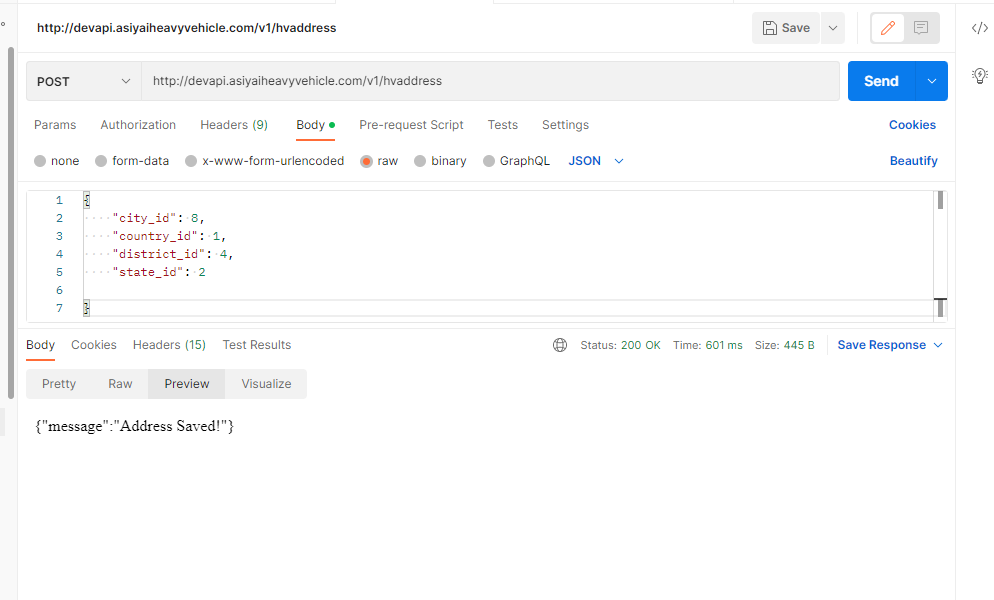 http://devapi.asiyaiheavyvehicle.com/v1/hvaddress
Save
POST
http://devapi.asiyaiheavyvehicle.com/v1/hvaddress
Send
Params Authorization Headers (9) Body Pre-request Script Tests Settings Cookies
none form-data x-www-form-urlencoded raw binary GraphQL JSON Beautify
1 {
2 "city_id": 8,
3 "country_id": 1,
4 "district_id": 4,
5 "state_id": 2
6
7 }
Body Cookies Headers (15) Test Results Status: 200 OK Time: 601 ms Size: 445 B Save Response
Pretty Raw Preview Visualize
{"message":"Address Saved!"}